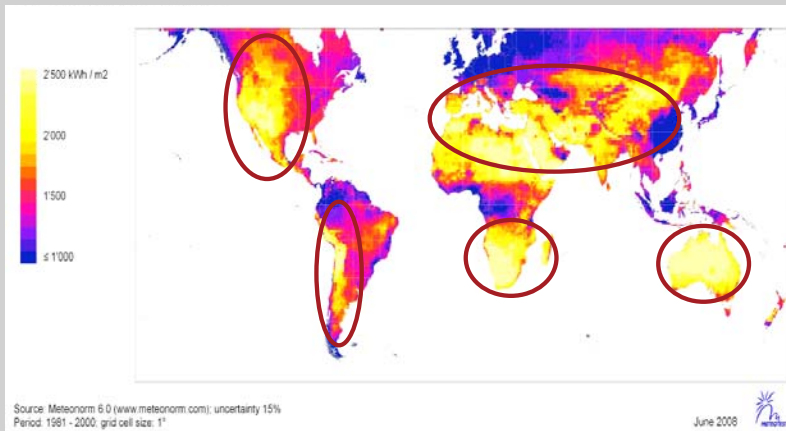 2'500 kWh / m2
2'000
1'500
≤ 1'000
Source: Meteonorm 6.0 (www.meteonorm.com); uncertainty 15%
Period: 1981 - 2000; grid cell size: 1°
June 2008